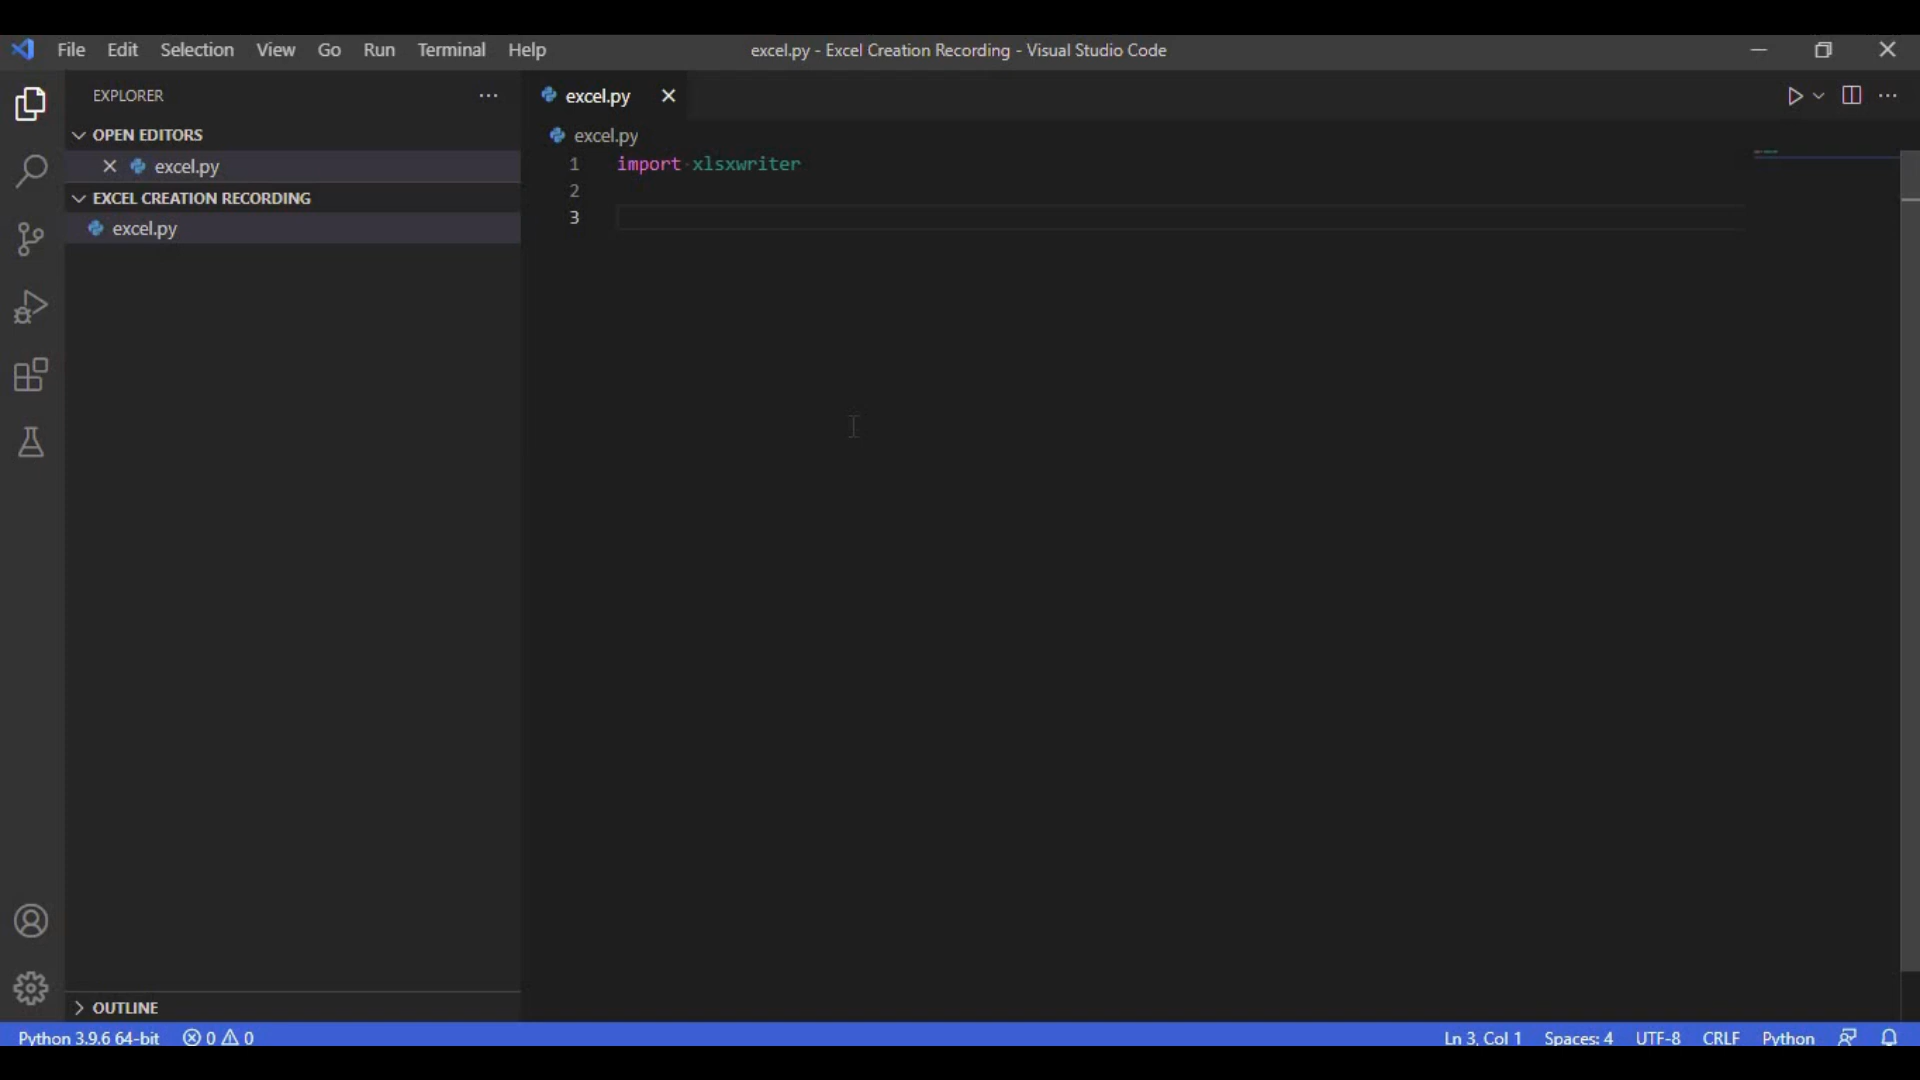 File Edit Selection View Go Run Terminal Help excel.py - Excel Creation Recording - Visual Studio Code
EXPLORER
OPEN EDITORS
excel.py
EXCEL CREATION RECORDING
excel.py
OUTLINE
excel.py
excel.py
1 import xlsxwriter
2
3
Python 3.9.6 64-bit 0 0 Ln 3, Col 1 Spaces: 4 UTF-8 CRLF Python